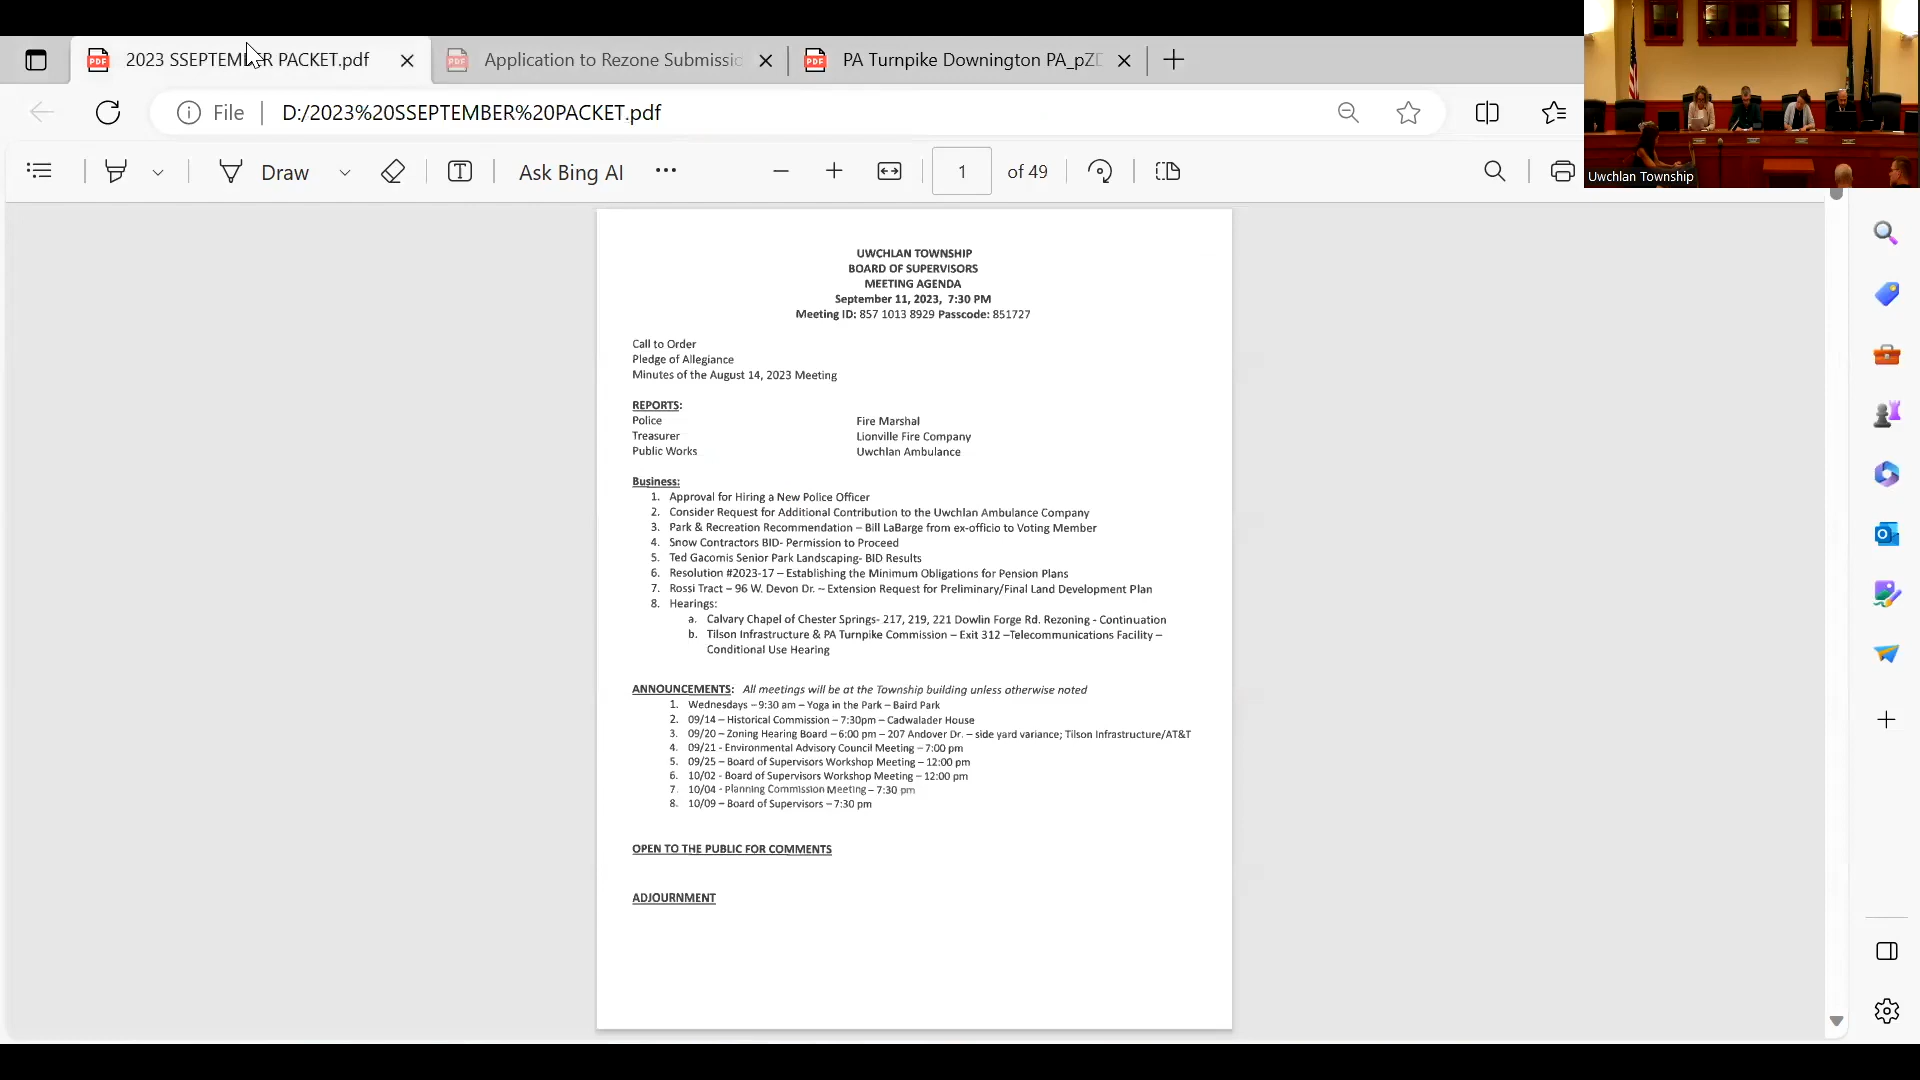 2023 SSEPTEMBER PACKET.pdf
Application to Rezone Submissio
PA Turnpike Downington PA_pZD
File
D:/2023%20SSEPTEMBER%20PACKET.pdf
Draw
Ask Bing AI
1 of 49
Uwchlan Township
UWCHLAN TOWNSHIP
BOARD OF SUPERVISORS
MEETING AGENDA
September 11, 2023, 7:30 PM
Meeting ID: 857 1013 8929 Passcode: 851727
Call to Order
Pledge of Allegiance
Minutes of the August 14, 2023 Meeting
REPORTS:
Police Fire Marshal
Treasurer Lionville Fire Company
Public Works Uwchlan Ambulance
Business:
1. Approval for Hiring a New Police Officer
2. Consider Request for Additional Contribution to the Uwchlan Ambulance Company
3. Park & Recreation Recommendation – Bill LaBarge from ex-officio to Voting Member
4. Snow Contractors BID- Permission to Proceed
5. Ted Gacomis Senior Park Landscaping- BID Results
6. Resolution #2023-17 – Establishing the Minimum Obligations for Pension Plans
7. Rossi Tract – 96 W. Devon Dr. – Extension Request for Preliminary/Final Land Development Plan
8. Hearings:
a. Calvary Chapel of Chester Springs- 217, 219, 221 Dowlin Forge Rd. Rezoning - Continuation
b. Tilson Infrastructure & PA Turnpike Commission – Exit 312 –Telecommunications Facility –
Conditional Use Hearing
ANNOUNCEMENTS: All meetings will be at the Township building unless otherwise noted
1. Wednesdays – 9:30 am – Yoga in the Park – Baird Park
2. 09/14 – Historical Commission – 7:30pm – Cadwalader House
3. 09/20 – Zoning Hearing Board – 6:00 pm – 207 Andover Dr. – side yard variance; Tilson Infrastructure/AT&T
4. 09/21 - Environmental Advisory Council Meeting – 7:00 pm
5. 09/25 – Board of Supervisors Workshop Meeting – 12:00 pm
6. 10/02 - Board of Supervisors Workshop Meeting – 12:00 pm
7. 10/04 - Planning Commission Meeting – 7:30 pm
8. 10/09 – Board of Supervisors – 7:30 pm
OPEN TO THE PUBLIC FOR COMMENTS
ADJOURNMENT